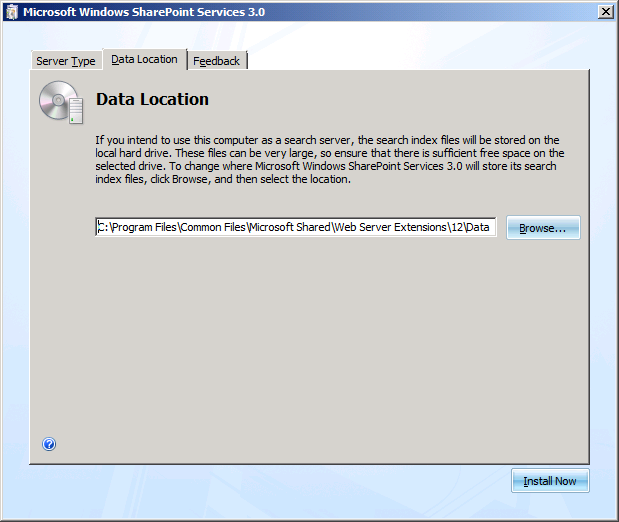 Microsoft Windows SharePoint Services 3.0
Server Type
Data Location
Feedback
Data Location
If you intend to use this computer as a search server, the search index files will be stored on the
local hard drive. These files can be very large, so ensure that there is sufficient free space on the
selected drive. To change where Microsoft Windows SharePoint Services 3.0 will store its search
index files, click Browse, and then select the location.
C:\Program Files\Common Files\Microsoft Shared\Web Server Extensions\12\Data
Browse...
Install Now